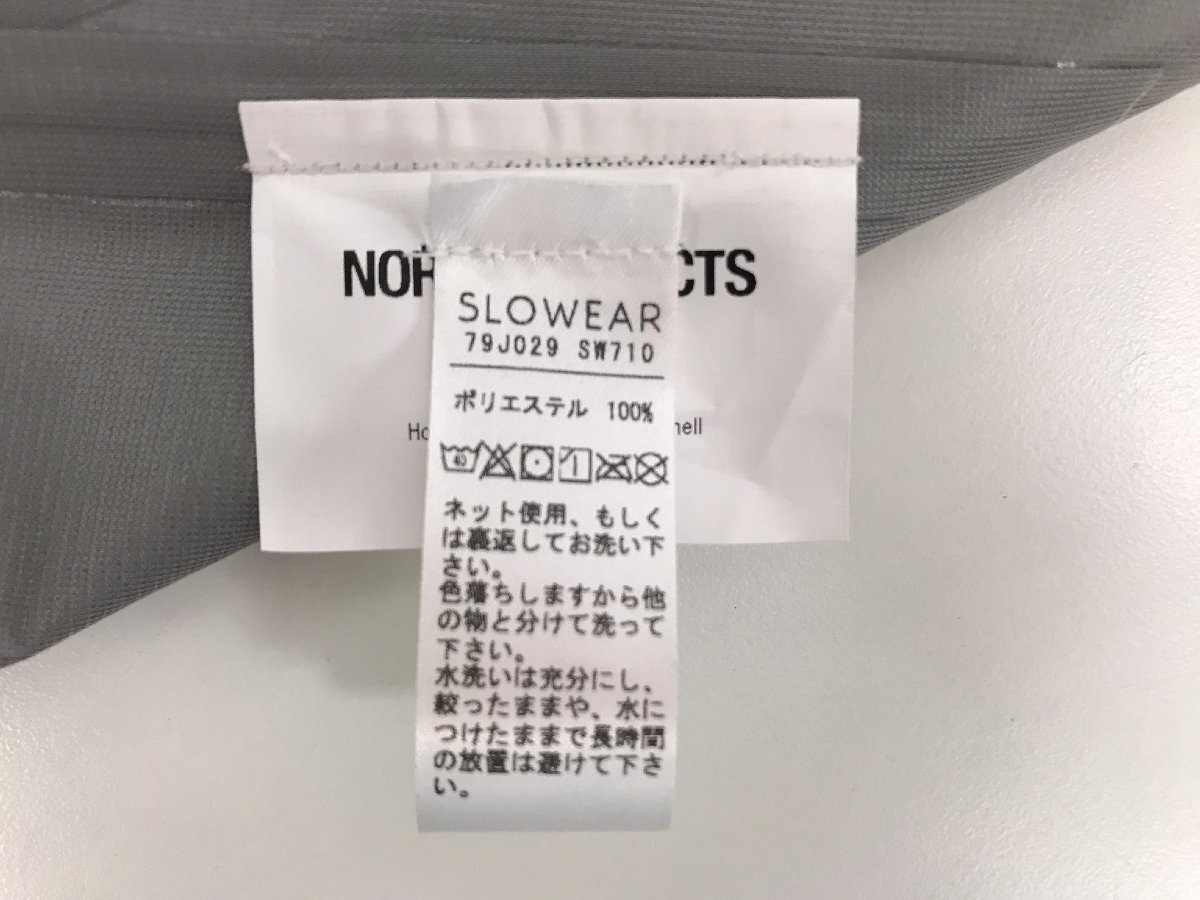 NOR CTS
SLOWEAR
79J029 SW710
ポリエステル 100%
Ho hell
40
ネット使用、もしく
は裏返してお洗い下
さい。
色落ちしますから他
の物と分けて洗って
下さい。
水洗いは充分にし、
絞ったままや、水に
つけたままで長時間
の放置は避けて下さ
い。